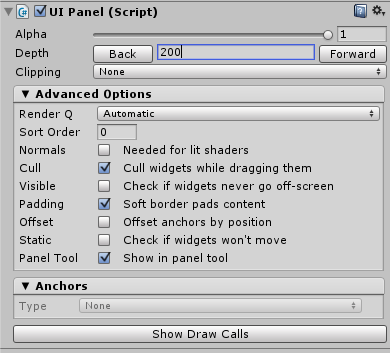 UI Panel (Script)
Alpha 1
Depth Back 200 Forward
Clipping None
Advanced Options
Render Q Automatic
Sort Order 0
Normals Needed for lit shaders
Cull Cull widgets while dragging them
Visible Check if widgets never go off-screen
Padding Soft border pads content
Offset Offset anchors by position
Static Check if widgets won't move
Panel Tool Show in panel tool
Anchors
Type None
Show Draw Calls